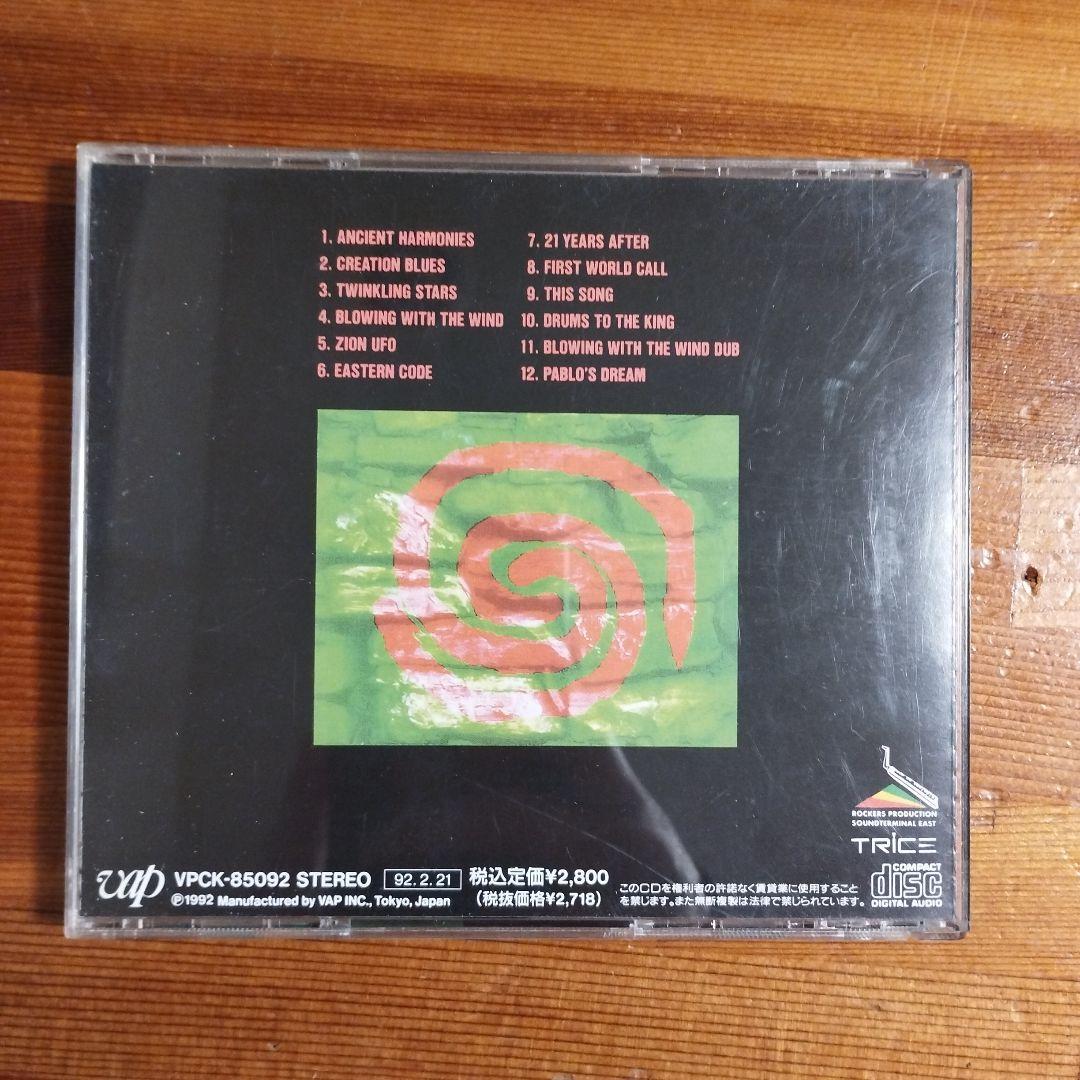 1. ANCIENT HARMONIES
2. CREATION BLUES
3. TWINKLING STARS
4. BLOWING WITH THE WIND
5. ZION UFO
6. EASTERN CODE
7. 21 YEARS AFTER
8. FIRST WORLD CALL
9. THIS SONG
10. DRUMS TO THE KING
11. BLOWING WITH THE WIND DUB
12. PABLO'S DREAM
ROCKERS PRODUCTION
SOUNDTERMINAL EAST
TRICE
vap VPCK-85092 STEREO 92.2.21 税込定価¥2,800
℗1992 Manufactured by VAP INC., Tokyo, Japan (税抜価格¥2,718)
このCDを権利者の許諾なく賃貸業に使用すること
を禁じます。また無断複製は法律で禁じられています。
COMPACT
disc
DIGITAL AUDIO